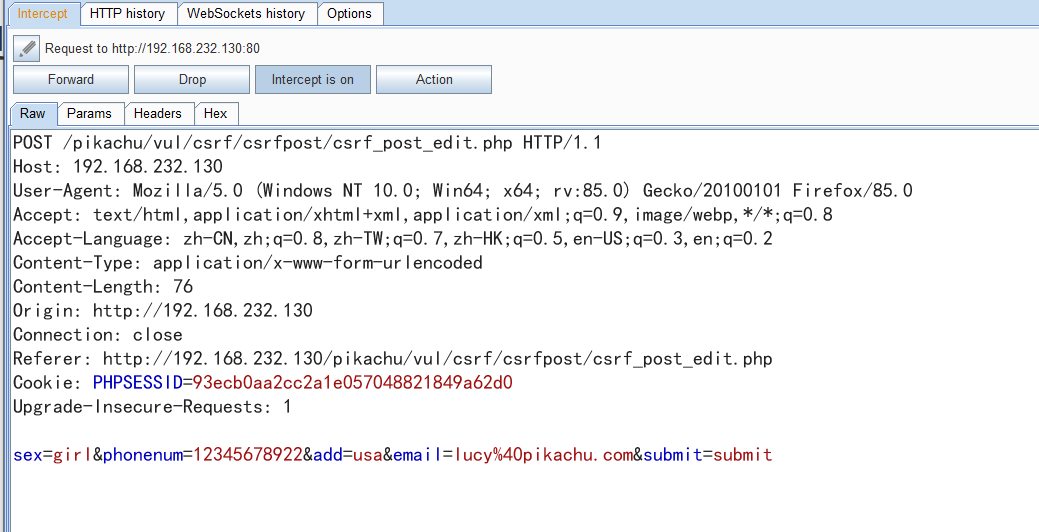 Intercept HTTP history WebSockets history Options
Request to http://192.168.232.130:80
Forward Drop Intercept is on Action
Raw Params Headers Hex
POST /pikachu/vul/csrf/csrfpost/csrf_post_edit.php HTTP/1.1
Host: 192.168.232.130
User-Agent: Mozilla/5.0 (Windows NT 10.0; Win64; x64; rv:85.0) Gecko/20100101 Firefox/85.0
Accept: text/html,application/xhtml+xml,application/xml;q=0.9,image/webp,*/*;q=0.8
Accept-Language: zh-CN,zh;q=0.8,zh-TW;q=0.7,zh-HK;q=0.5,en-US;q=0.3,en;q=0.2
Content-Type: application/x-www-form-urlencoded
Content-Length: 76
Origin: http://192.168.232.130
Connection: close
Referer: http://192.168.232.130/pikachu/vul/csrf/csrfpost/csrf_post_edit.php
Cookie: PHPSESSID=93ecb0aa2cc2a1e057048821849a62d0
Upgrade-Insecure-Requests: 1
sex=girl&phonenum=12345678922&add=usa&email=lucy%40pikachu.com&submit=submit